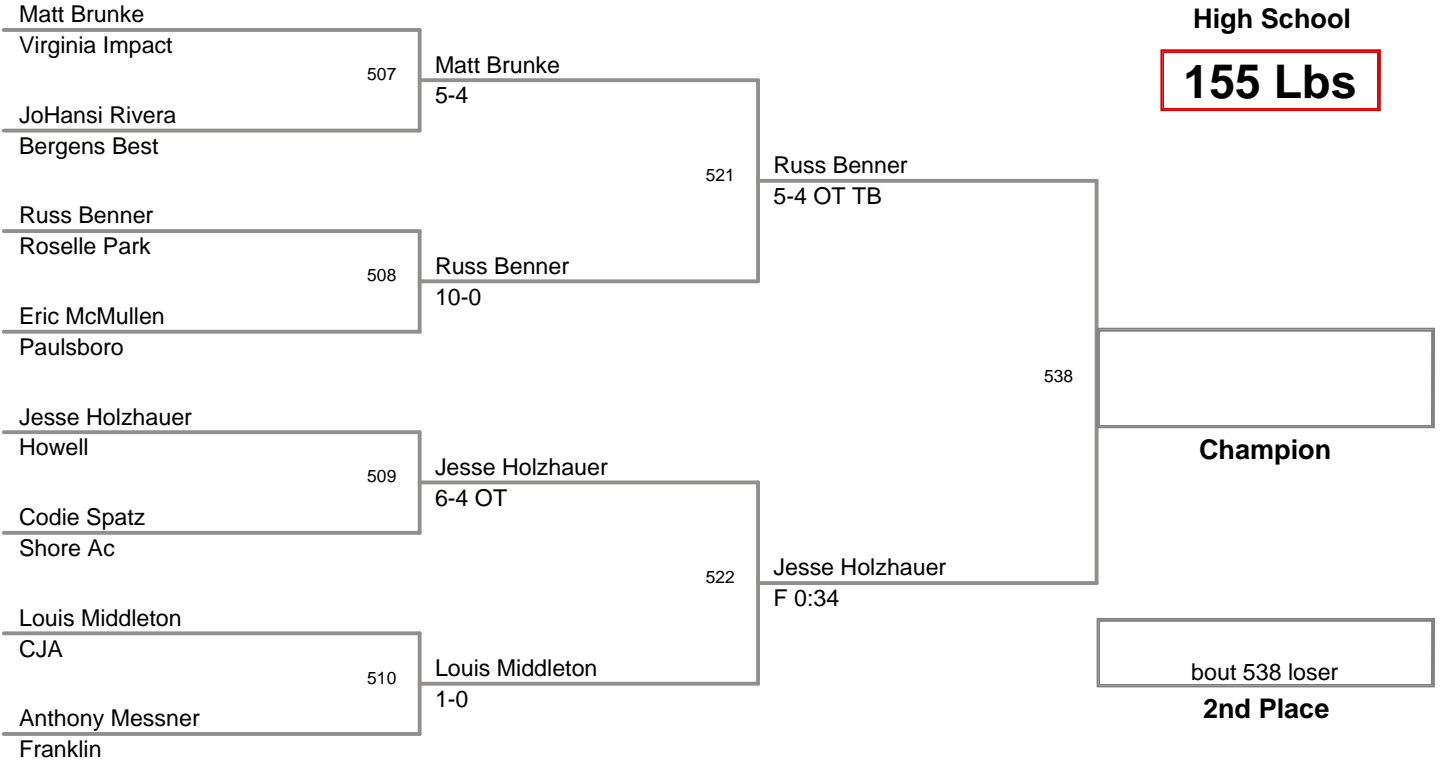 Matt Brunke
Virginia Impact
High School
155 Lbs
507
Matt Brunke
5-4
JoHansi Rivera
Bergens Best
521
Russ Benner
5-4 OT TB
Russ Benner
Roselle Park
508
Russ Benner
10-0
Eric McMullen
Paulsboro
538
Jesse Holzhauer
Howell
Champion
509
Jesse Holzhauer
6-4 OT
Codie Spatz
Shore Ac
522
Jesse Holzhauer
F 0:34
Louis Middleton
CJA
510
Louis Middleton
1-0
bout 538 loser
2nd Place
Anthony Messner
Franklin